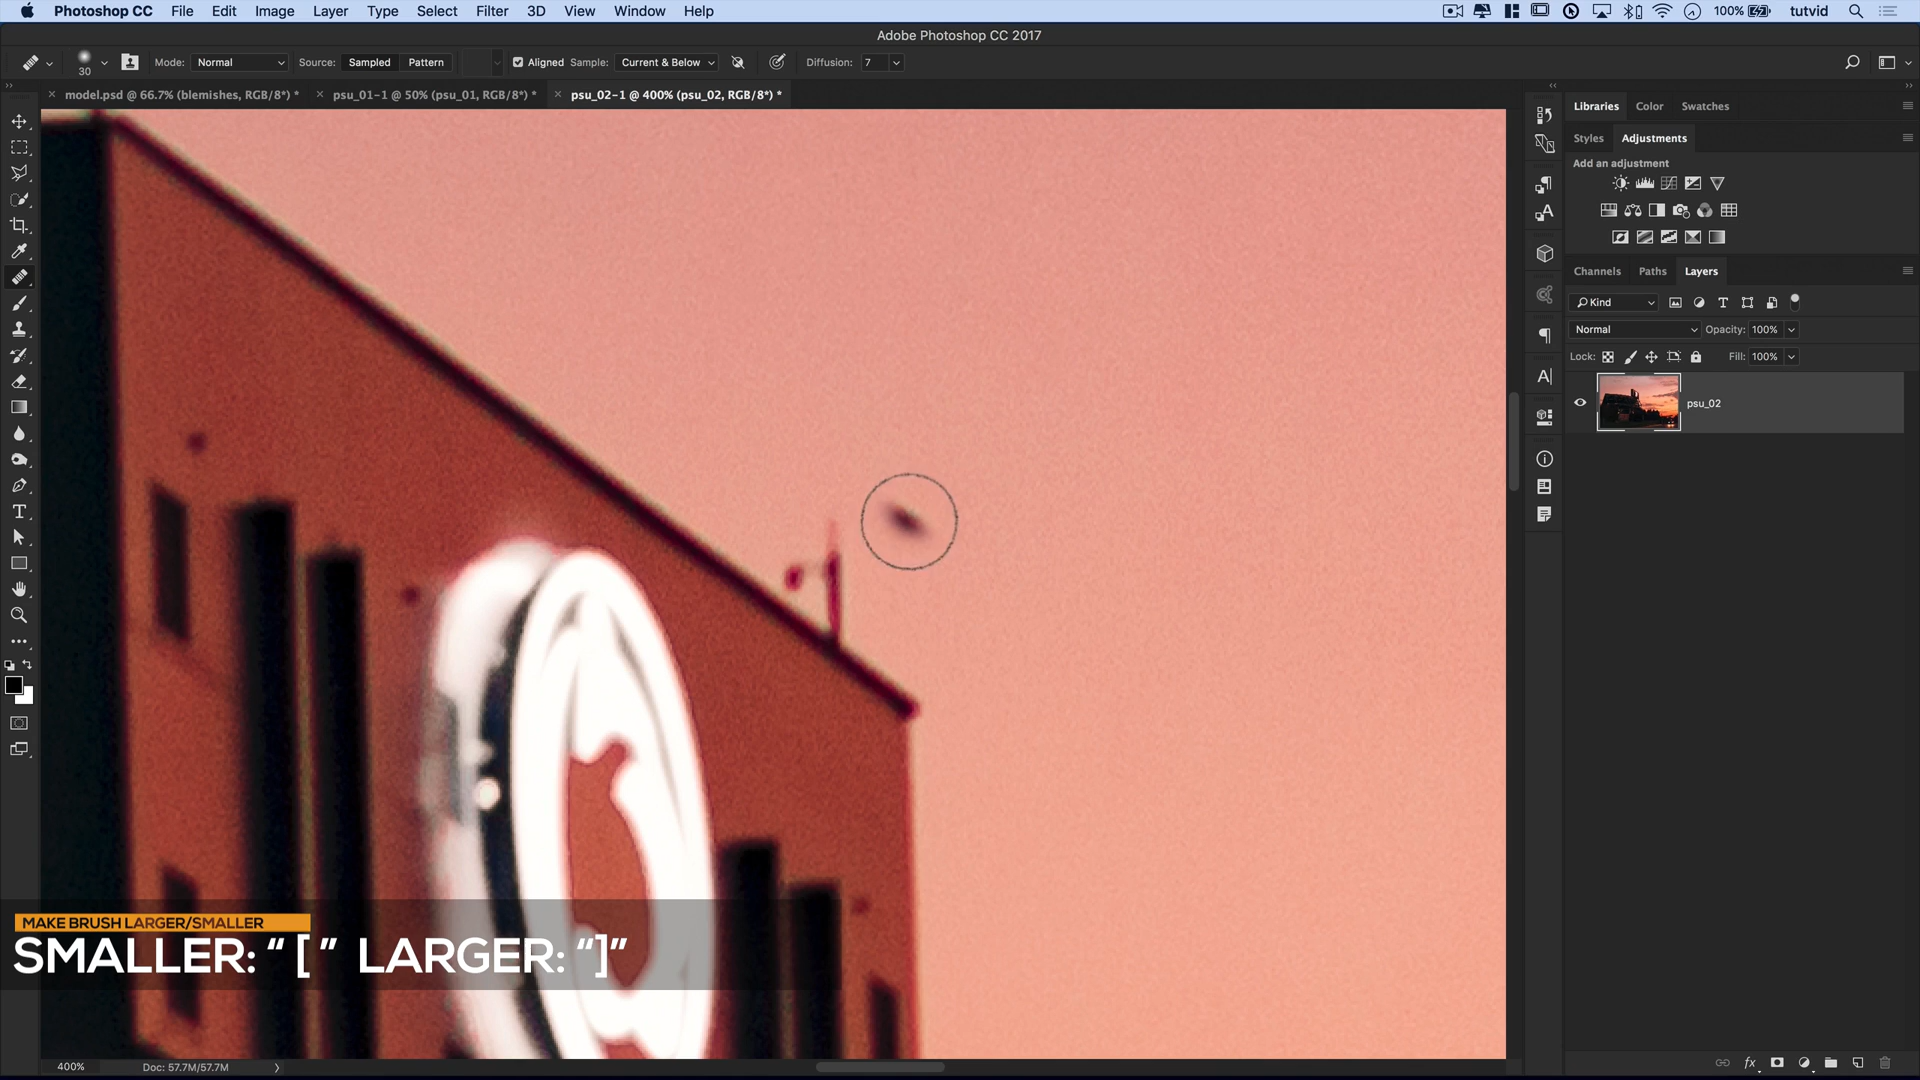 Photoshop CC File Edit Image Layer Type Select Filter 3D View Window Help 100% tutvid
Adobe Photoshop CC 2017
30 Mode: Normal Source: Sampled Pattern Aligned Sample: Current & Below Diffusion: 7
model.psd @ 66.7% (blemishes, RGB/8*) * psu_01-1 @ 50% (psu_01, RGB/8*) * psu_02-1 @ 400% (psu_02, RGB/8*) *
Libraries Color Swatches
Styles Adjustments
Add an adjustment
Channels Paths Layers
Kind
Normal Opacity: 100%
Lock: Fill: 100%
psu_02
MAKE BRUSH LARGER/SMALLER
SMALLER: “ [ ” LARGER: “]”
400% Doc: 57.7M/57.7M